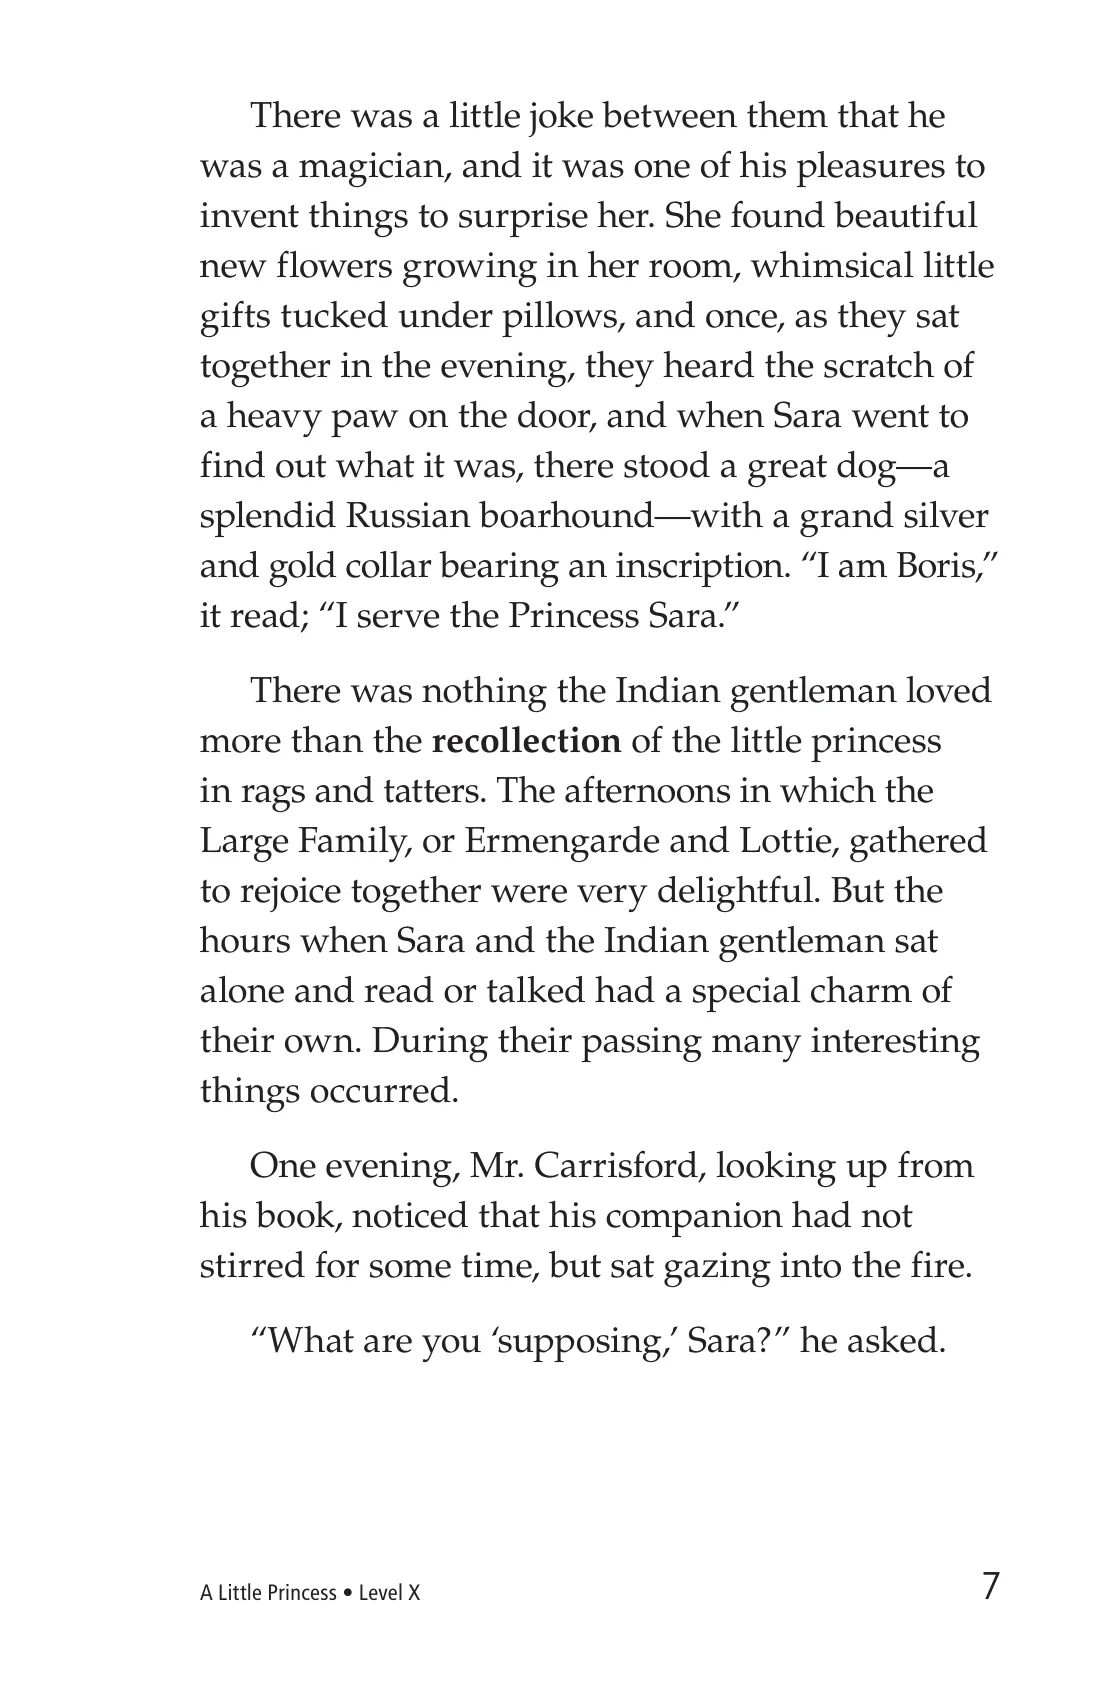 There was a little joke between them that he
was a magician, and it was one of his pleasures to
invent things to surprise her. She found beautiful
new flowers growing in her room, whimsical little
gifts tucked under pillows, and once, as they sat
together in the evening, they heard the scratch of
a heavy paw on the door, and when Sara went to
find out what it was, there stood a great dog—a
splendid Russian boarhound—with a grand silver
and gold collar bearing an inscription. “I am Boris,”
it read; “I serve the Princess Sara.”
There was nothing the Indian gentleman loved
more than the recollection of the little princess
in rags and tatters. The afternoons in which the
Large Family, or Ermengarde and Lottie, gathered
to rejoice together were very delightful. But the
hours when Sara and the Indian gentleman sat
alone and read or talked had a special charm of
their own. During their passing many interesting
things occurred.
One evening, Mr. Carrisford, looking up from
his book, noticed that his companion had not
stirred for some time, but sat gazing into the fire.
“What are you ‘supposing,’ Sara?” he asked.
A Little Princess • Level X
7